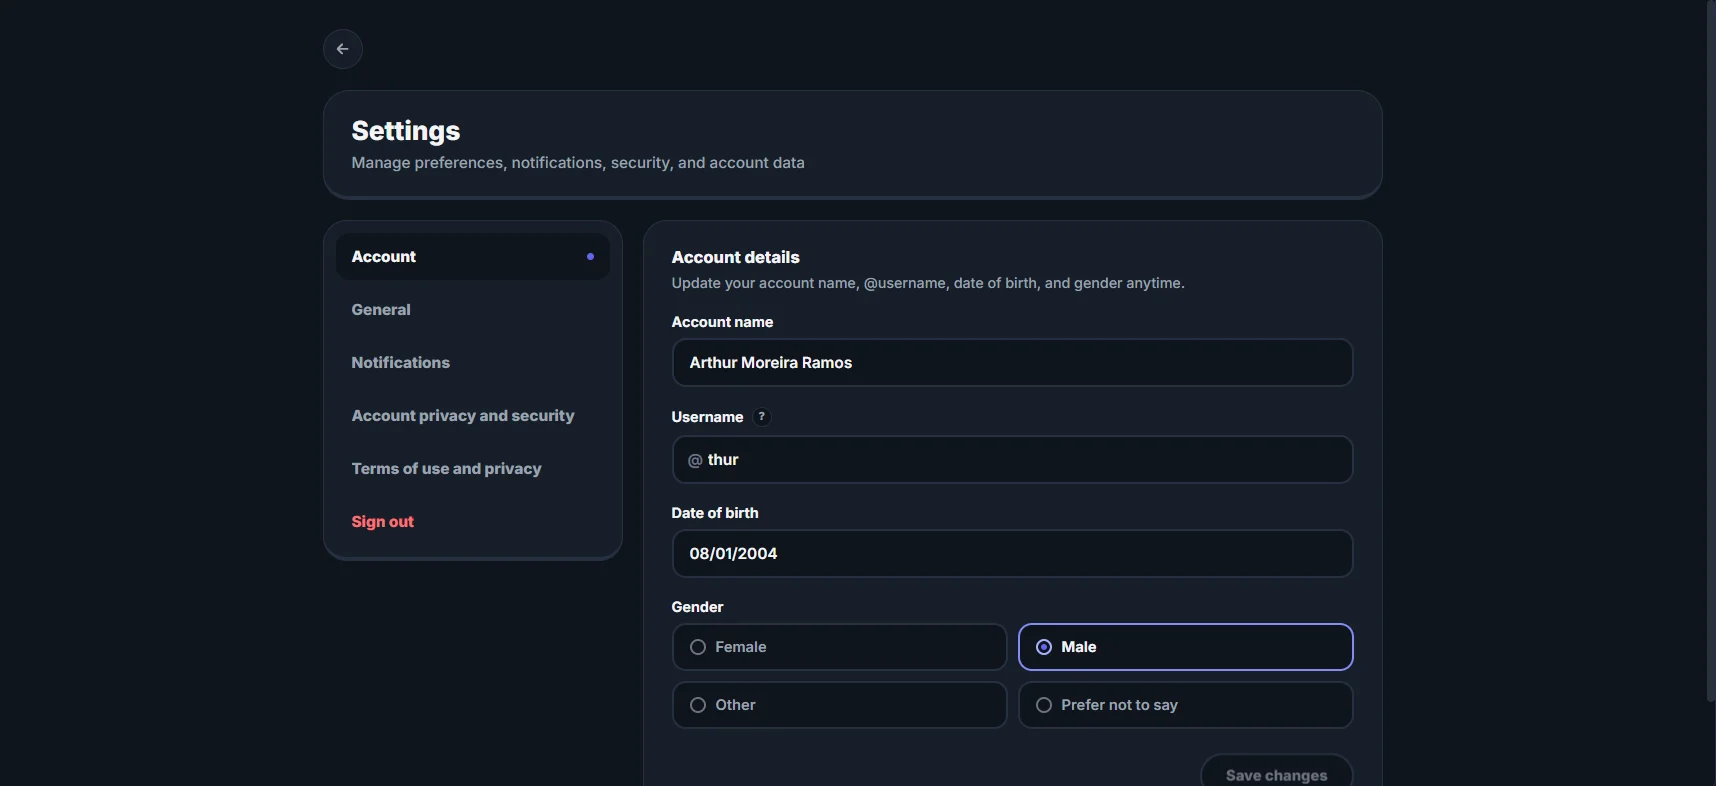 Settings
Manage preferences, notifications, security, and account data
Account
General
Notifications
Account privacy and security
Terms of use and privacy
Sign out
Account details
Update your account name, @username, date of birth, and gender anytime.
Account name
Arthur Moreira Ramos
Username ?
@ thur
Date of birth
08/01/2004
Gender
Female
Male
Other
Prefer not to say
Save changes